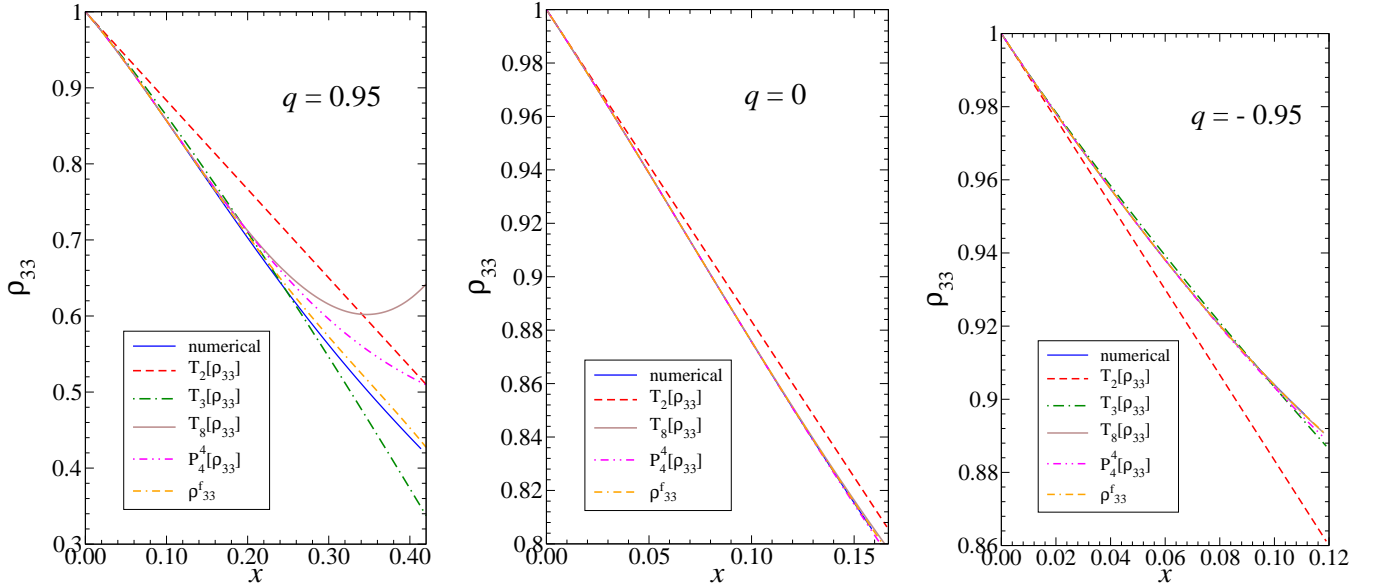 1
0.9
0.8
0.7
0.6
0.5
0.4
0.3
ρ33
q = 0.95
numerical
T2[ρ33]
T3[ρ33]
T8[ρ33]
P44[ρ33]
ρf33
0.00 0.10 0.20 0.30 0.40
x
1
0.98
0.96
0.94
0.92
0.9
0.88
0.86
0.84
0.82
0.8
ρ33
q = 0
numerical
T2[ρ33]
T8[ρ33]
P44[ρ33]
ρf33
0.00 0.05 0.10 0.15
x
1
0.98
0.96
0.94
0.92
0.9
0.88
0.86
ρ33
q = - 0.95
numerical
T2[ρ33]
T3[ρ33]
T8[ρ33]
P44[ρ33]
ρf33
0.00 0.02 0.04 0.06 0.08 0.10 0.12
x